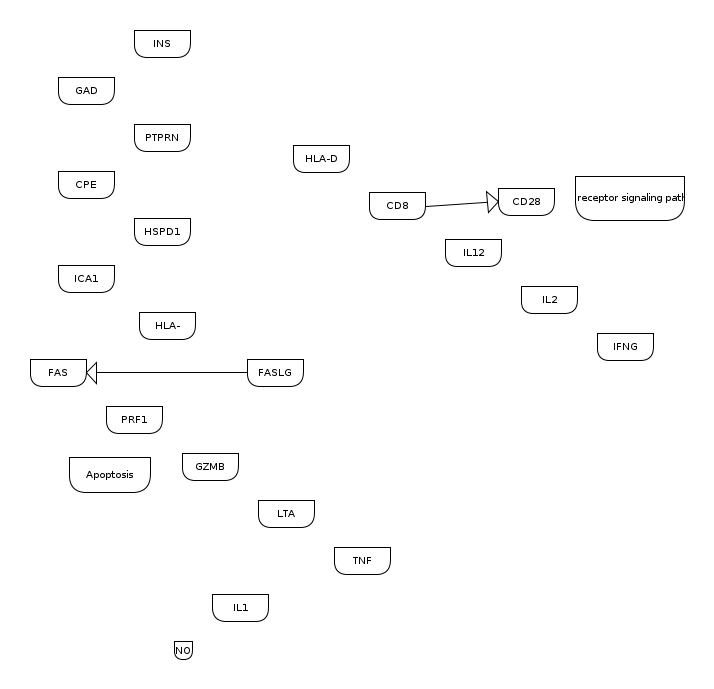 INS
GAD
PTPRN
HLA-D
CPE
CD8
CD28
receptor signaling path
HSPD1
IL12
ICA1
IL2
HLA-
IFNG
FAS
FASLG
PRF1
GZMB
Apoptosis
LTA
TNF
IL1
NO